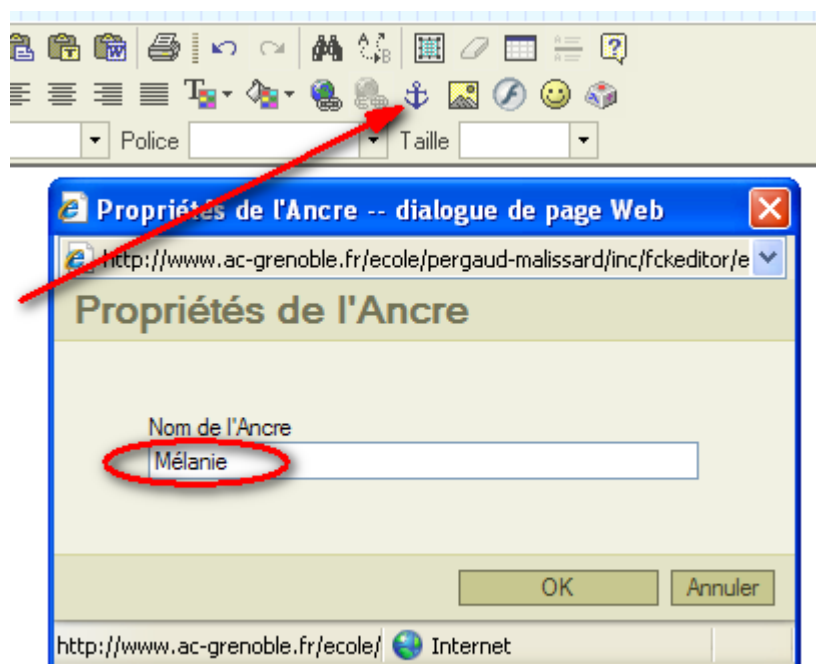 Police Taille
Propriétés de l'Ancre -- dialogue de page Web
http://www.ac-grenoble.fr/ecole/pergaud-malissard/inc/fckeditor/e
Propriétés de l'Ancre
Nom de l'Ancre
Mélanie
OK Annuler
http://www.ac-grenoble.fr/ecole/ Internet